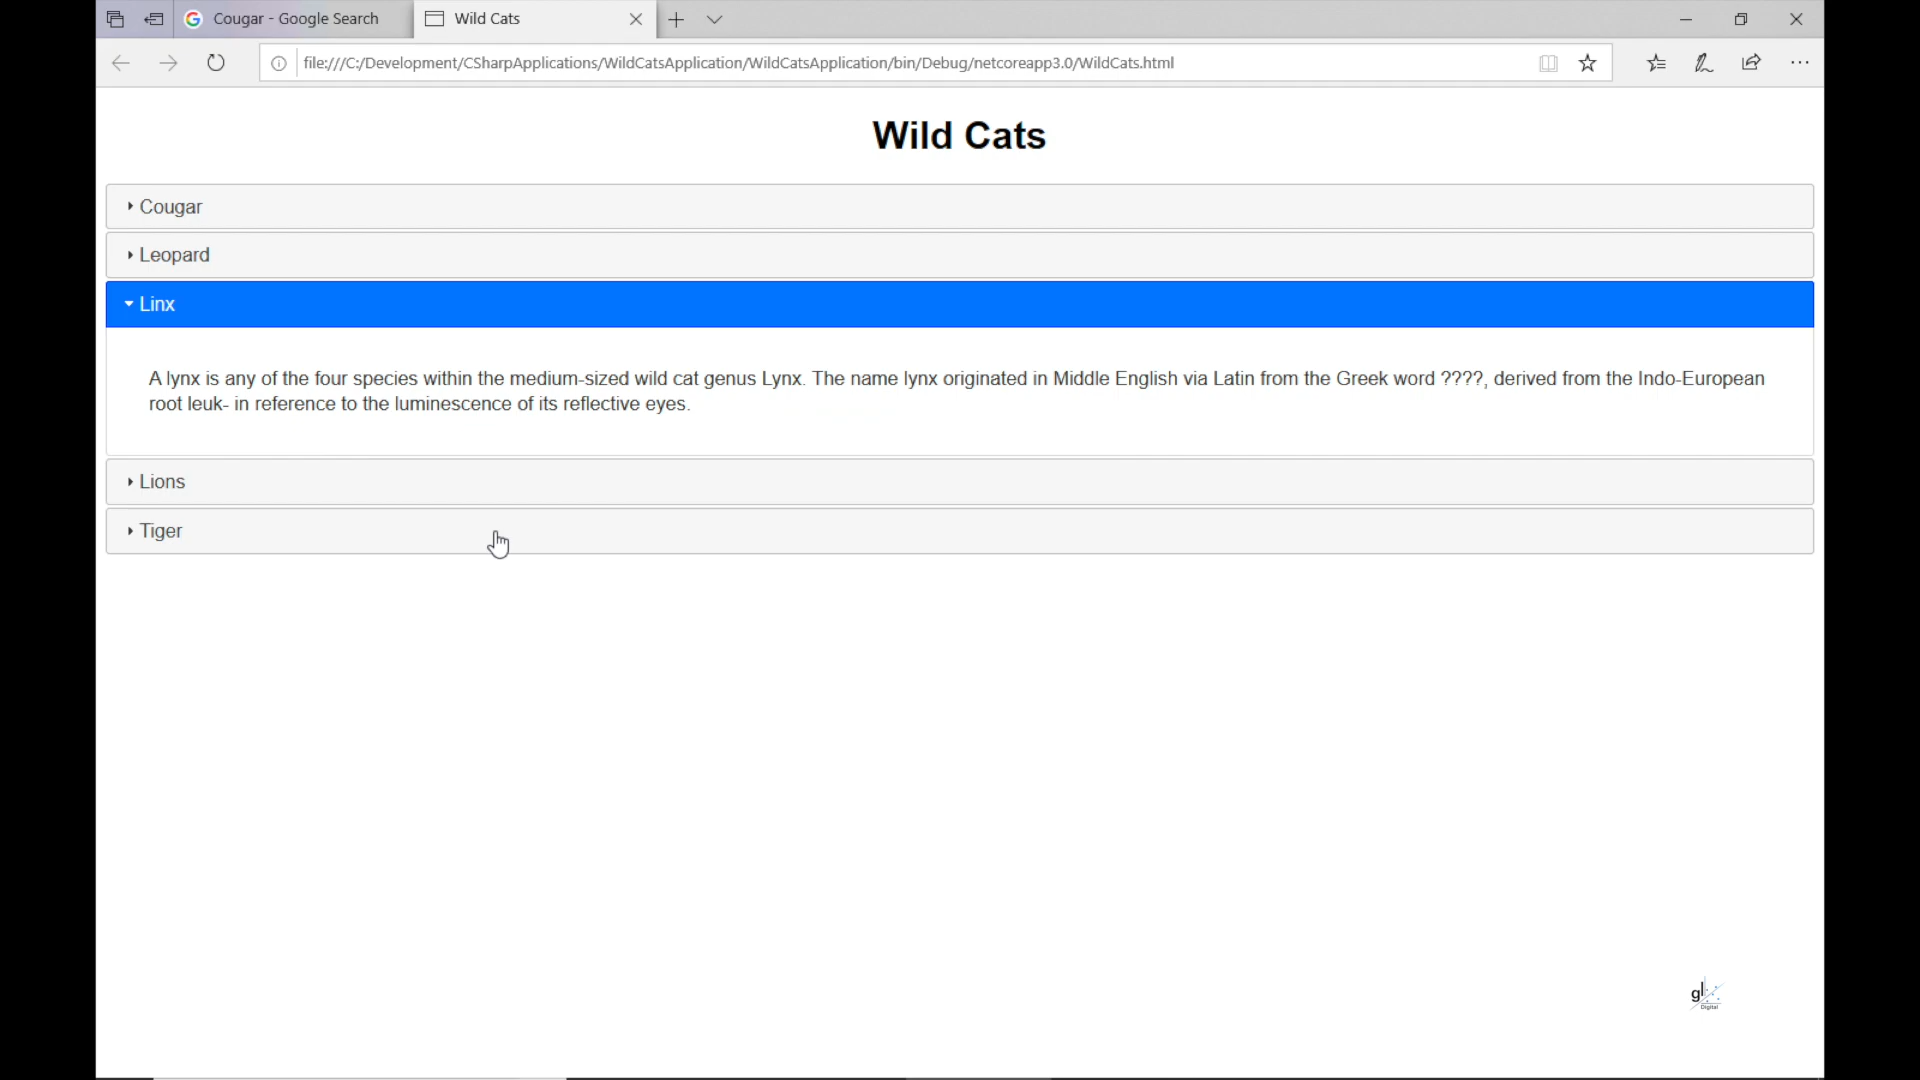 Cougar - Google Search
Wild Cats
file:///C:/Development/CSharpApplications/WildCatsApplication/WildCatsApplication/bin/Debug/netcoreapp3.0/WildCats.html
Wild Cats
Cougar
Leopard
Linx
A lynx is any of the four species within the medium-sized wild cat genus Lynx. The name lynx originated in Middle English via Latin from the Greek word ????, derived from the Indo-European
root leuk- in reference to the luminescence of its reflective eyes.
Lions
Tiger
gl
Digital